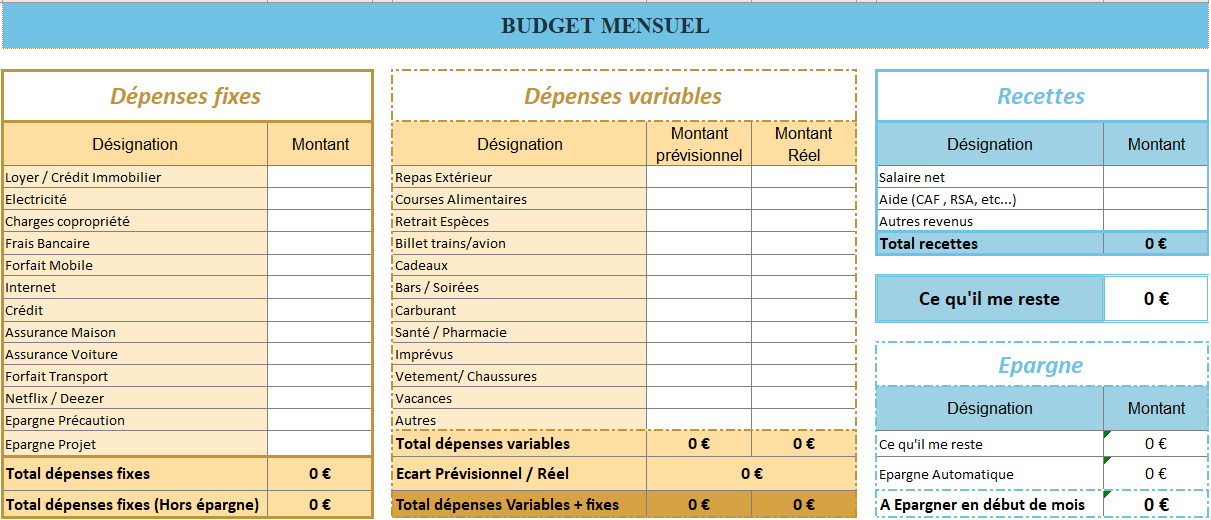 BUDGET MENSUEL
Dépenses fixes
Désignation Montant
Loyer / Crédit Immobilier
Electricité
Charges copropriété
Frais Bancaire
Forfait Mobile
Internet
Crédit
Assurance Maison
Assurance Voiture
Forfait Transport
Netflix / Deezer
Epargne Précaution
Epargne Projet
Total dépenses fixes 0 €
Total dépenses fixes (Hors épargne) 0 €
Dépenses variables
Désignation Montant prévisionnel Montant Réel
Repas Extérieur
Courses Alimentaires
Retrait Espèces
Billet trains/avion
Cadeaux
Bars / Soirées
Carburant
Santé / Pharmacie
Imprévus
Vetement/ Chaussures
Vacances
Autres
Total dépenses variables 0 € 0 €
Ecart Prévisionnel / Réel 0 €
Total dépenses Variables + fixes 0 € 0 €
Recettes
Désignation Montant
Salaire net
Aide (CAF , RSA, etc...)
Autres revenus
Total recettes 0 €
Ce qu'il me reste 0 €
Epargne
Désignation Montant
Ce qu'il me reste 0 €
Epargne Automatique 0 €
A Epargner en début de mois 0 €